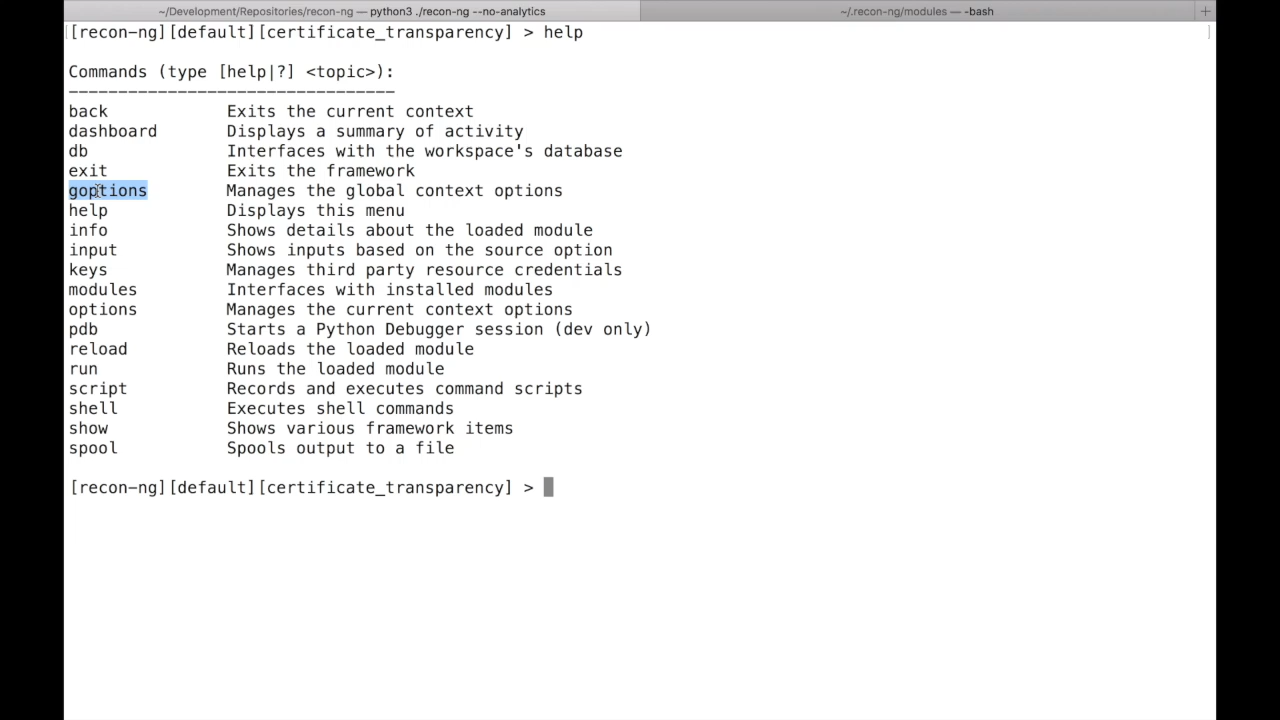 ~/Development/Repositories/recon-ng — python3 ./recon-ng --no-analytics
~/.recon-ng/modules — -bash
+
[recon-ng][default][certificate_transparency] > help
Commands (type [help|?] <topic>):
---------------------------------
back            Exits the current context
dashboard       Displays a summary of activity
db              Interfaces with the workspace's database
exit            Exits the framework
goptions        Manages the global context options
help            Displays this menu
info            Shows details about the loaded module
input           Shows inputs based on the source option
keys            Manages third party resource credentials
modules         Interfaces with installed modules
options         Manages the current context options
pdb             Starts a Python Debugger session (dev only)
reload          Reloads the loaded module
run             Runs the loaded module
script          Records and executes command scripts
shell           Executes shell commands
show            Shows various framework items
spool           Spools output to a file
[recon-ng][default][certificate_transparency] >